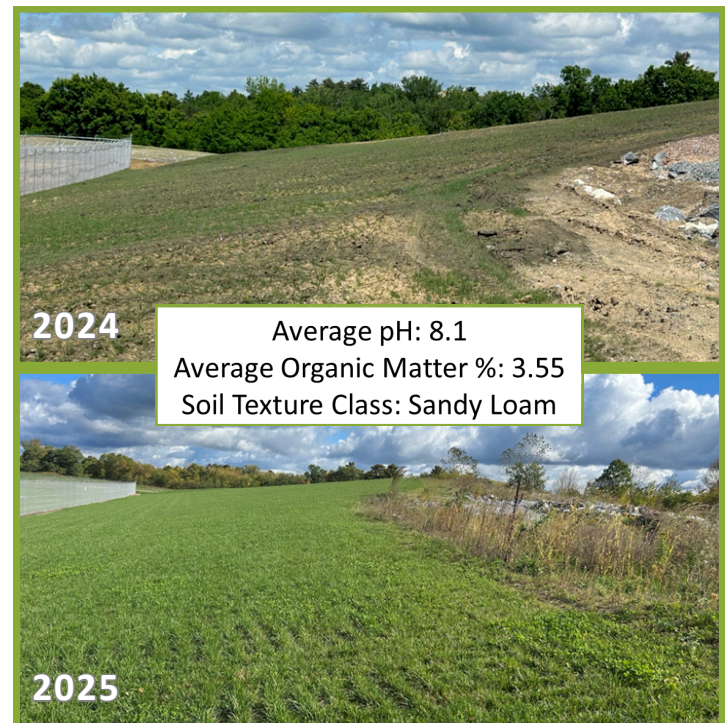 2024
Average pH: 8.1
Average Organic Matter %: 3.55
Soil Texture Class: Sandy Loam
2025